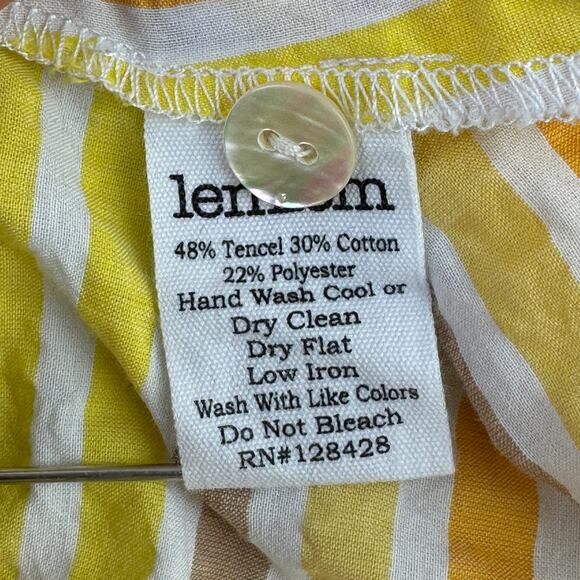 48% Tencel 30% Cotton
22% Polyester
Hand Wash Cool or
Dry Clean
Dry Flat
Low Iron
Wash With Like Colors
Do Not Bleach
RN#128428